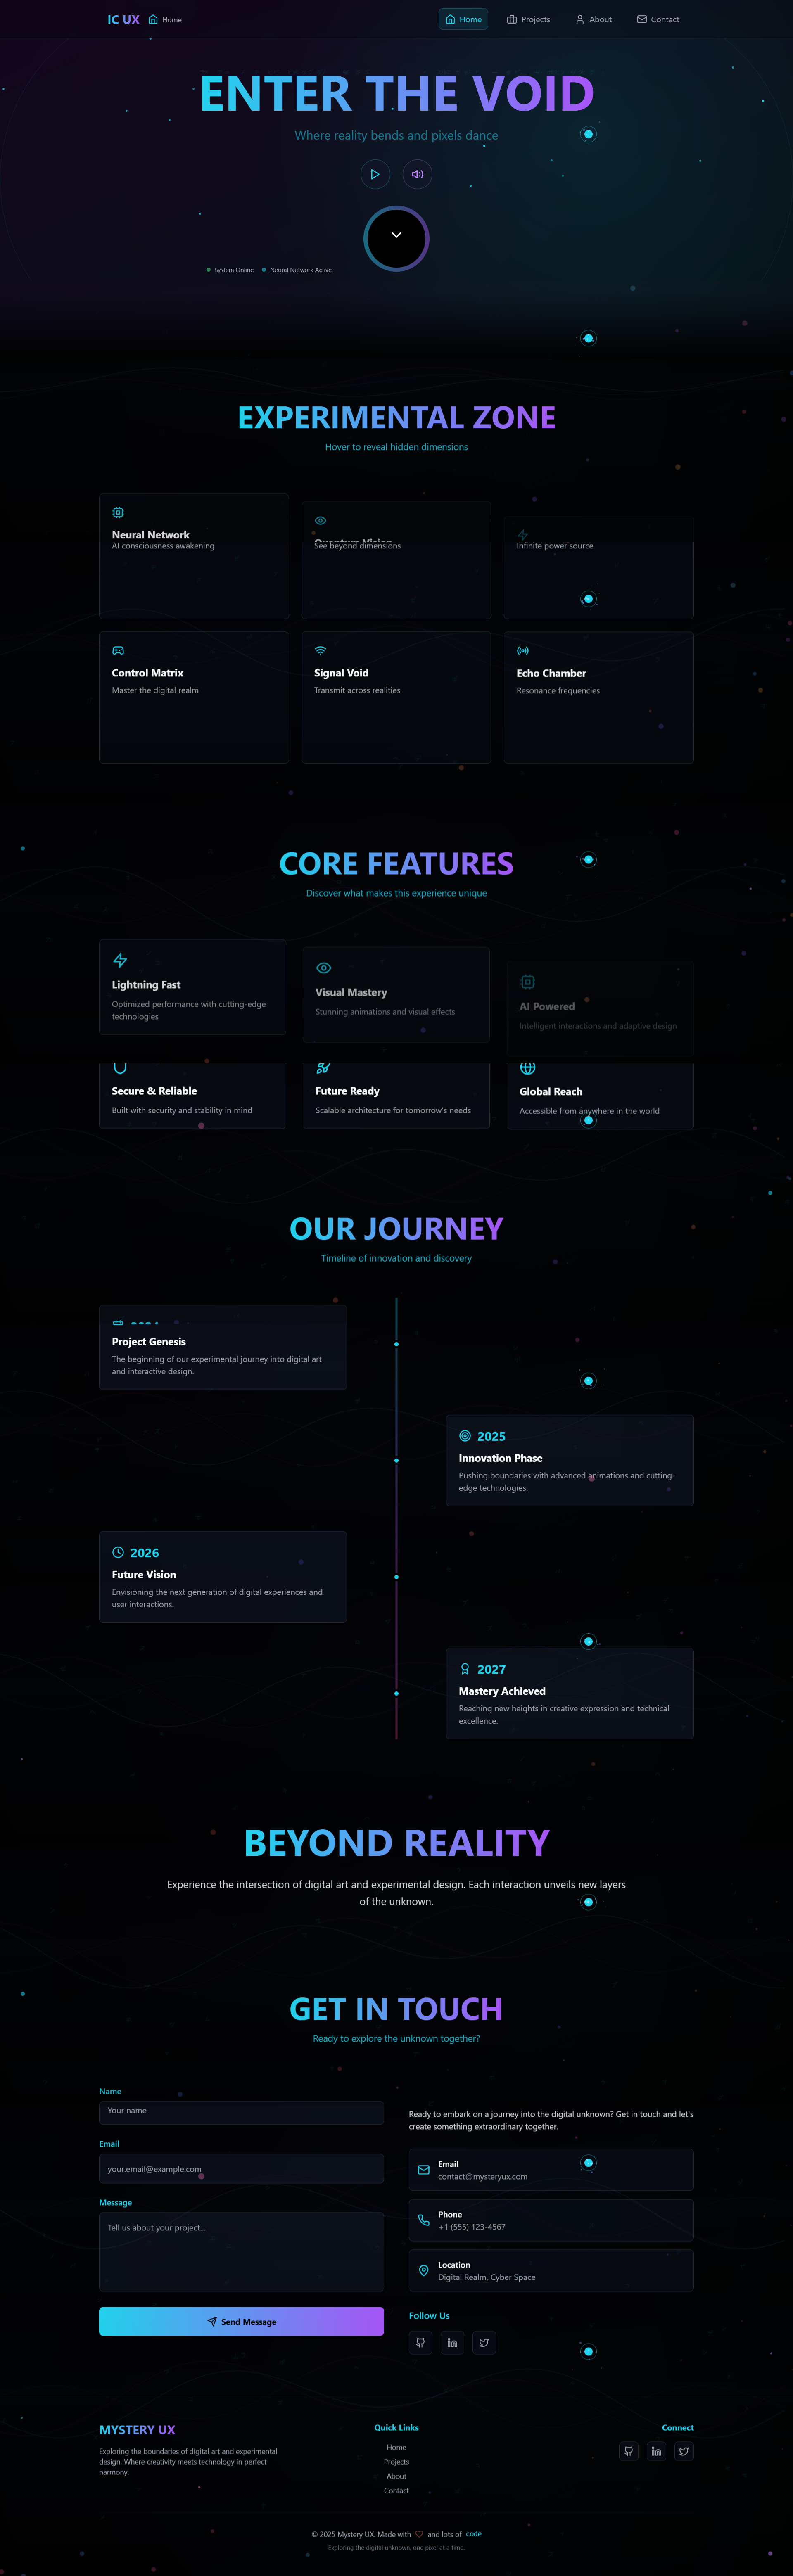 IC UX
Home
Home
Projects
About
Contact
ENTER THE VOID
Where reality bends and pixels dance
System Online
Neural Network Active
EXPERIMENTAL ZONE
Hover to reveal hidden dimensions
Neural Network
AI consciousness awakening
See beyond dimensions
Infinite power source
Control Matrix
Master the digital realm
Signal Void
Transmit across realities
Echo Chamber
Resonance frequencies
CORE FEATURES
Discover what makes this experience unique
Lightning Fast
Optimized performance with cutting-edge
technologies
Visual Mastery
Stunning animations and visual effects
AI Powered
Intelligent interactions and adaptive design
Secure & Reliable
Built with security and stability in mind
Future Ready
Scalable architecture for tomorrow's needs
Global Reach
Accessible from anywhere in the world
OUR JOURNEY
Timeline of innovation and discovery
Project Genesis
The beginning of our experimental journey into digital art
and interactive design.
2025
Innovation Phase
Pushing boundaries with advanced animations and cutting-
edge technologies.
2026
Future Vision
Envisioning the next generation of digital experiences and
user interactions.
2027
Mastery Achieved
Reaching new heights in creative expression and technical
excellence.
BEYOND REALITY
Experience the intersection of digital art and experimental design. Each interaction unveils new layers
of the unknown.
GET IN TOUCH
Ready to explore the unknown together?
Name
Your name
Email
your.email@example.com
Message
Tell us about your project...
Send Message
Ready to embark on a journey into the digital unknown? Get in touch and let's
create something extraordinary together.
Email
contact@mysteryux.com
Phone
+1 (555) 123-4567
Location
Digital Realm, Cyber Space
Follow Us
MYSTERY UX
Exploring the boundaries of digital art and experimental
design. Where creativity meets technology in perfect
harmony.
Quick Links
Home
Projects
About
Contact
Connect
© 2025 Mystery UX. Made with and lots of code
Exploring the digital unknown, one pixel at a time.